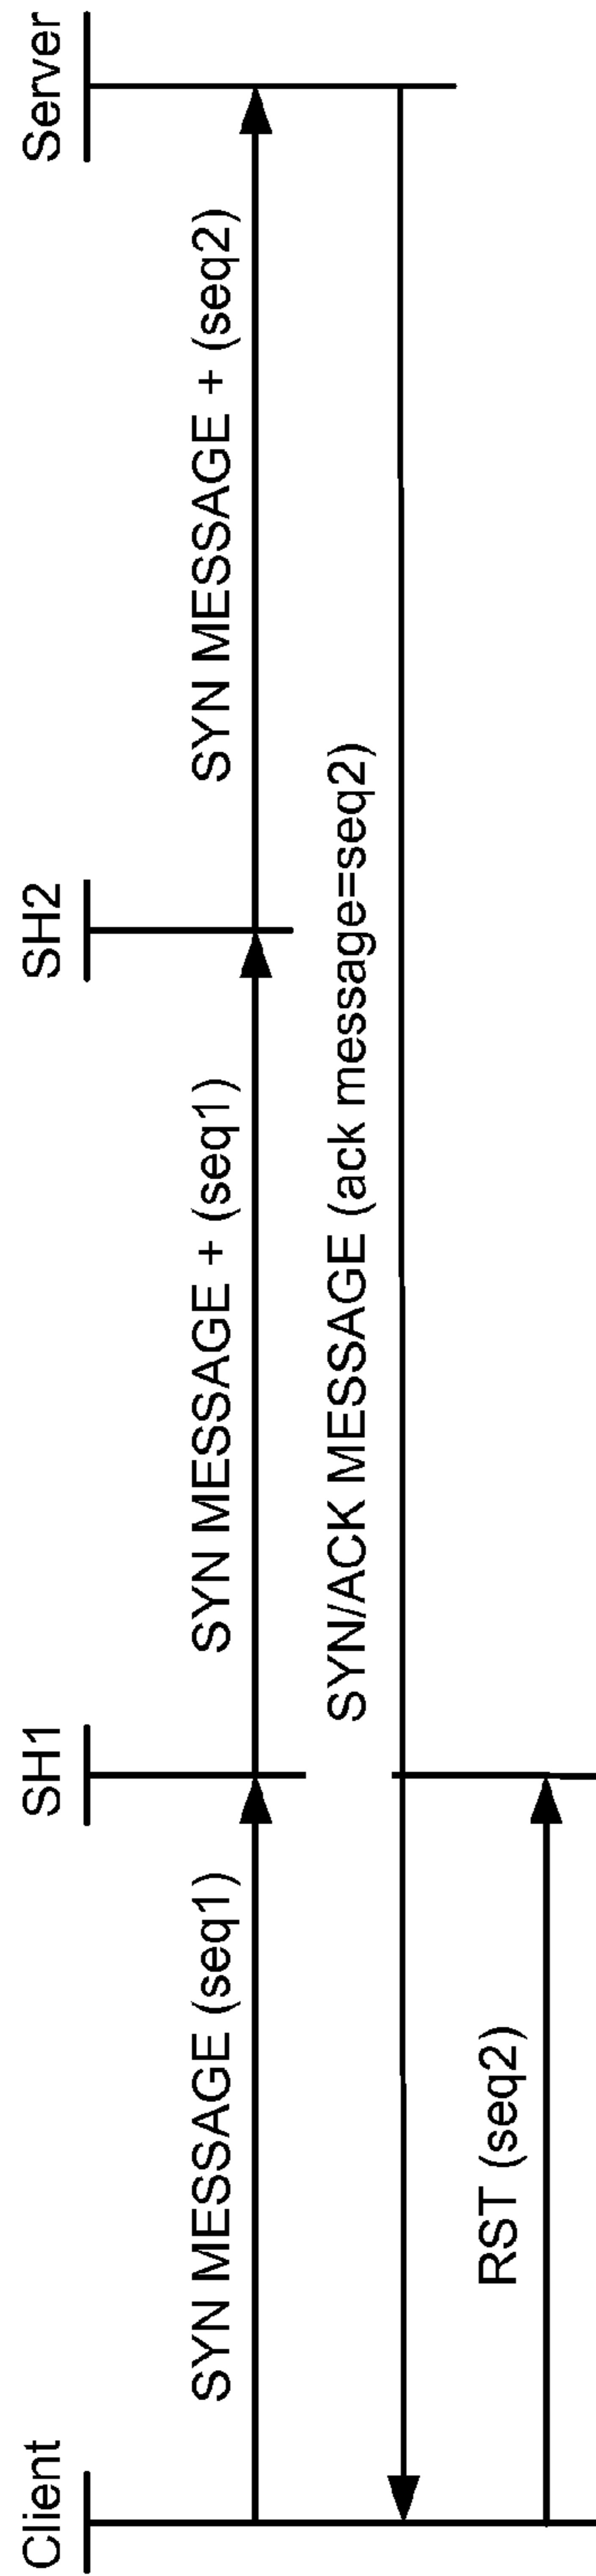 Client
SH1
SH2
Server
SYN MESSAGE (seq1)
SYN MESSAGE + (seq1)
SYN MESSAGE + (seq2)
SYN/ACK MESSAGE (ack message=seq2)
RST (seq2)